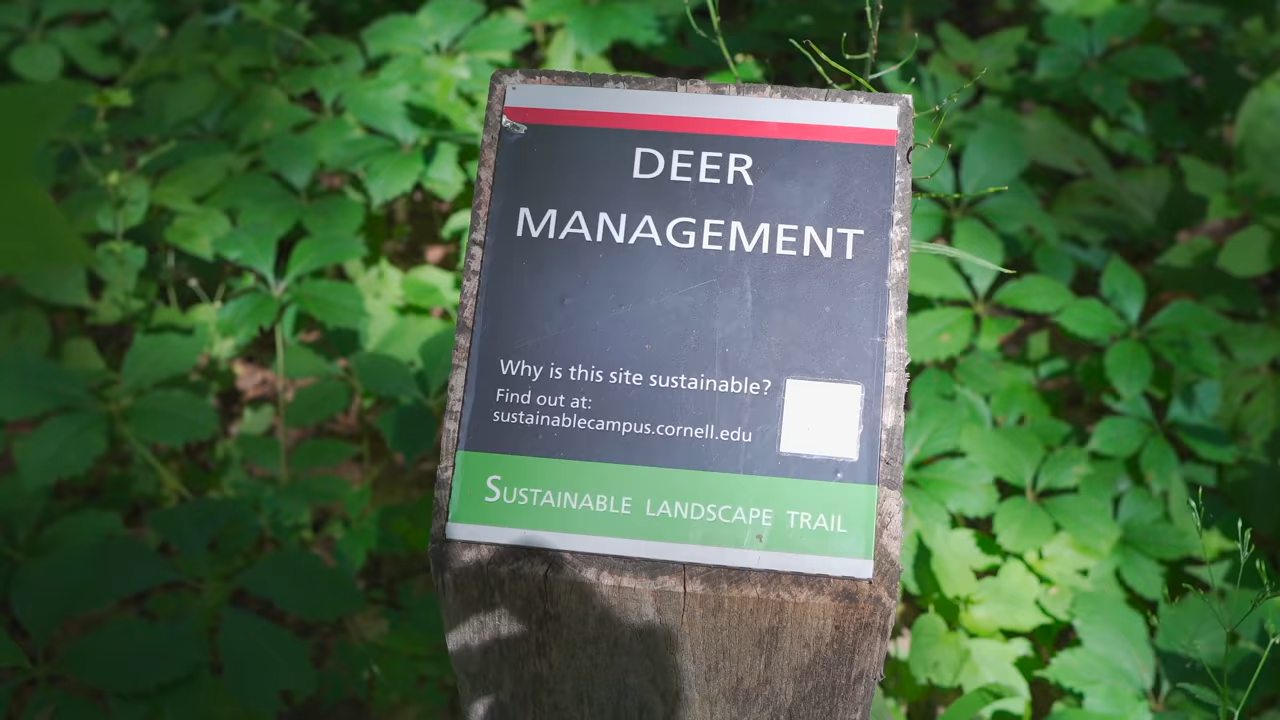 DEER
MANAGEMENT
Why is this site sustainable?
Find out at:
sustainablecampus.cornell.edu
Sustainable landscape trail